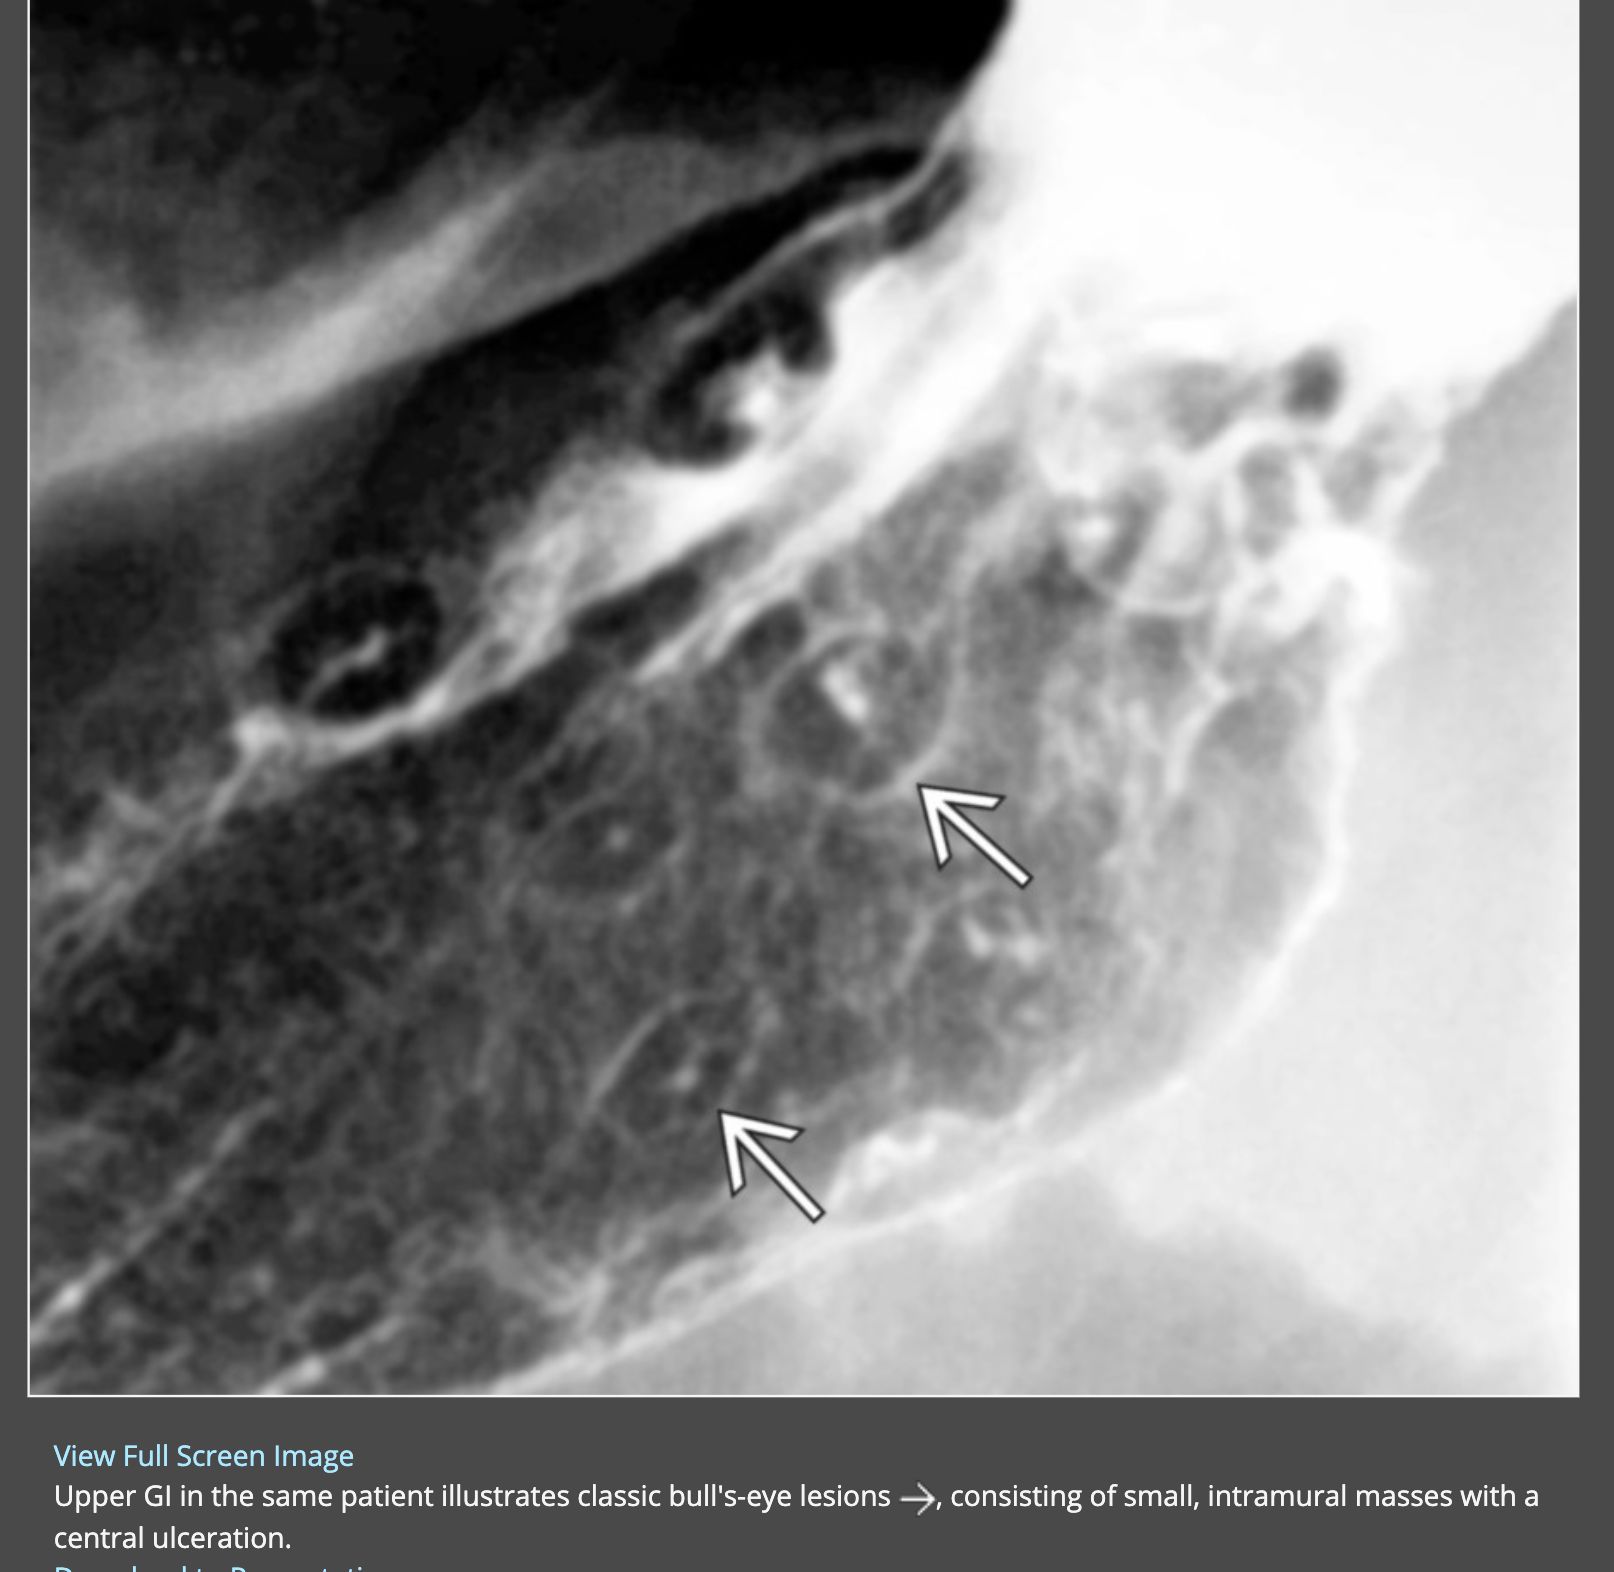 View Full Screen Image
Upper GI in the same patient illustrates classic bull's-eye lesions →, consisting of small, intramural masses with a
central ulceration.